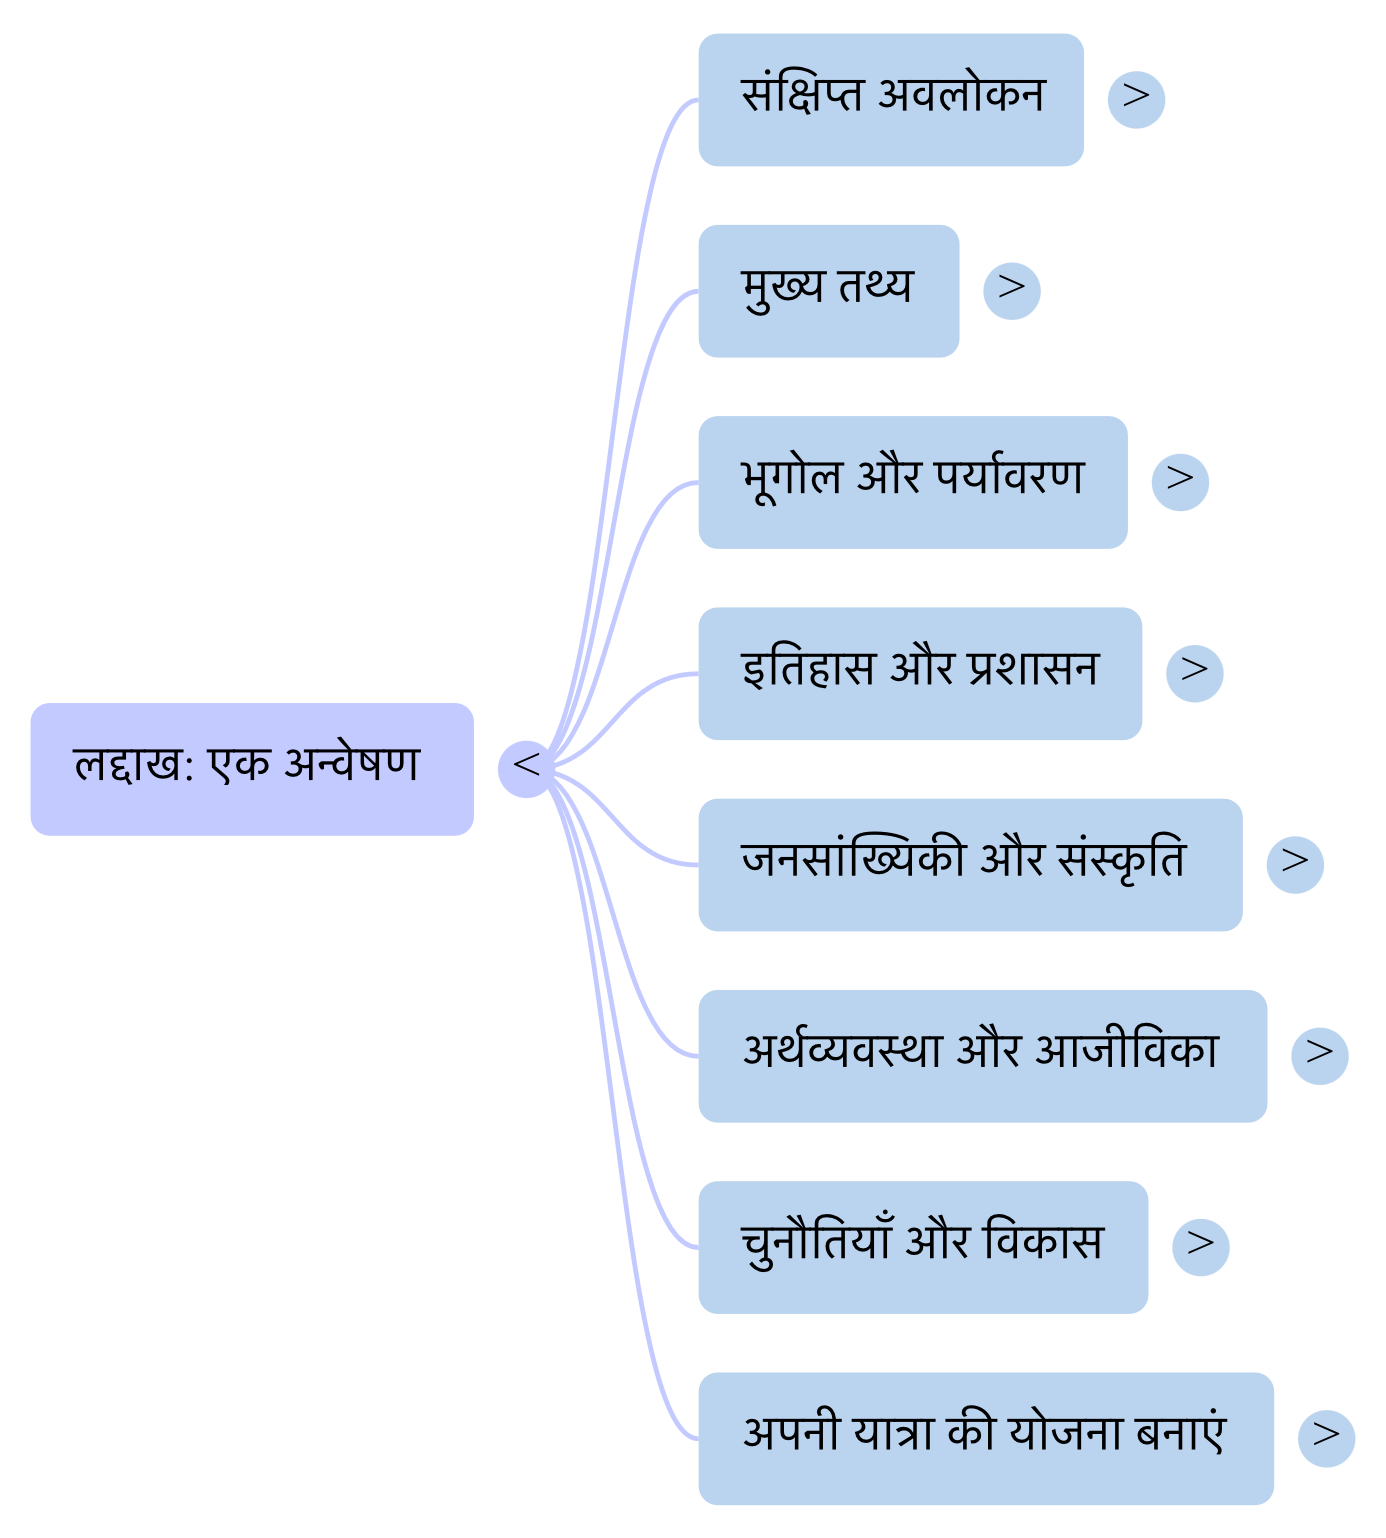 संक्षिप्त अवलोकन >
मुख्य तथ्य >
भूगोल और पर्यावरण >
इतिहास और प्रशासन >
लद्दाख: एक अन्वेषण <
जनसांख्यिकी और संस्कृति >
अर्थव्यवस्था और आजीविका >
चुनौतियाँ और विकास >
अपनी यात्रा की योजना बनाएं >